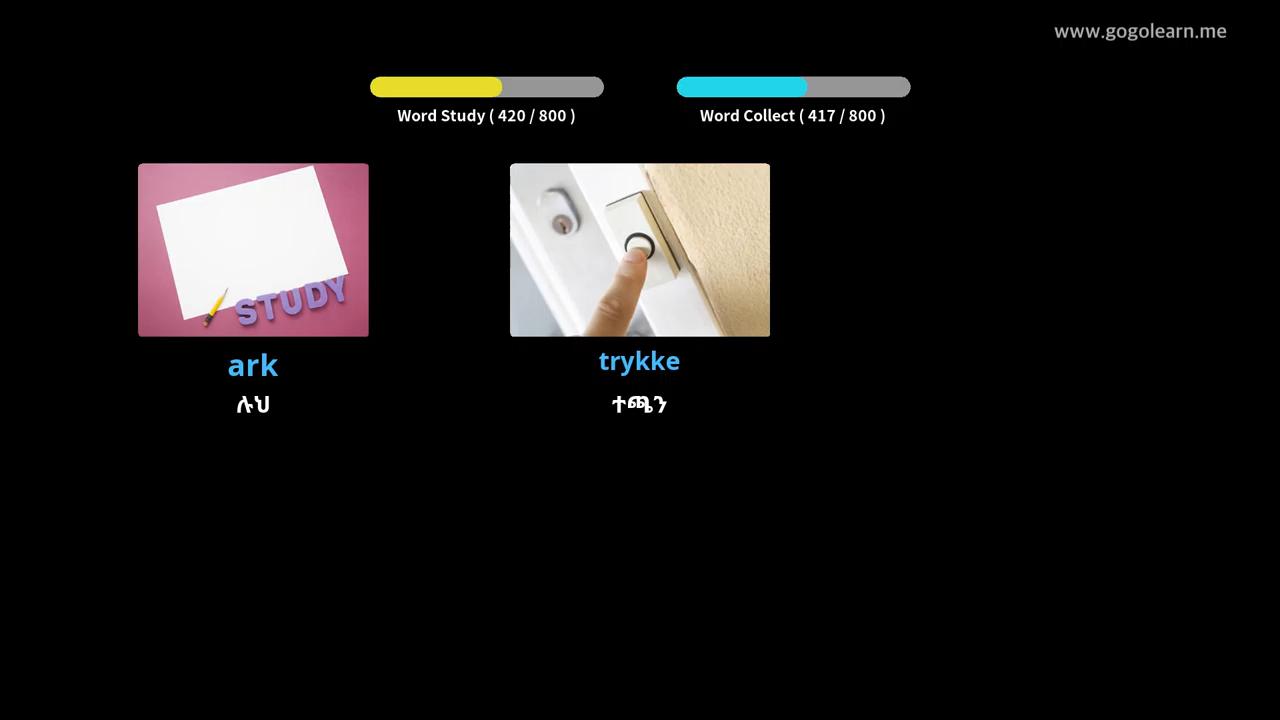 www.gogolearn.me
Word Study ( 420 / 800 )
Word Collect ( 417 / 800 )
STUDY
ark
trykke
ሉህ
ተጫን